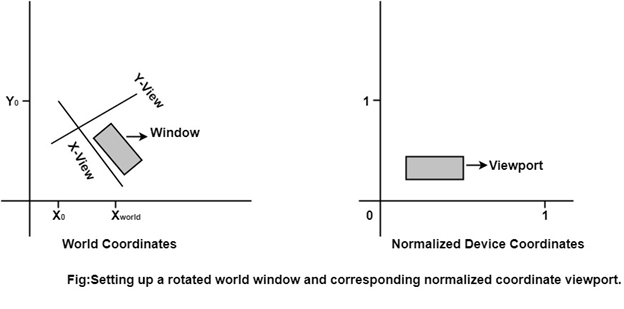 Y-View
Y0
1
Window
X-View
Viewport
X0
Xworld
0
1
World Coordinates
Normalized Device Coordinates
Fig:Setting up a rotated world window and corresponding normalized coordinate viewport.